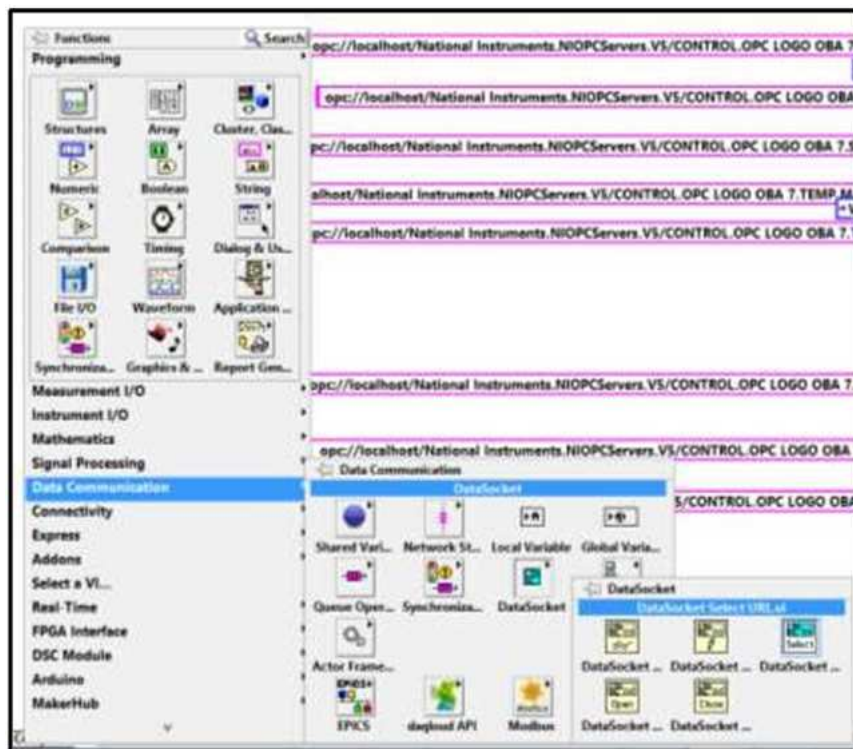 Functions
Search
Programming
Structures
Array
Cluster, Clas...
Numeric
Boolean
String
Comparison
Timing
Dialog & Us...
File I/O
Waveform
Application ...
Synchroniza...
Graphics & ...
Report Gen...
Measurement I/O
Instrument I/O
Mathematics
Signal Processing
Data Communication
Connectivity
Express
Addons
Select a VI...
Real-Time
FPGA Interface
DSC Module
Arduino
MakerHub
opc://localhost/National Instruments.NIOPCServers.V5/CONTROL.OPC LOGO OBA 7
opc://localhost/National Instruments.NIOPCServers.V5/CONTROL.OPC LOGO OBA
pc://localhost/National Instruments.NIOPCServers.V5/CONTROL.OPC LOGO OBA 7.S
alhost/National Instruments.NIOPCServers.V5/CONTROL.OPC LOGO OBA 7.TEMP.M
pc://localhost/National Instruments.NIOPCServers.V5/CONTROL.OPC LOGO OBA 7.
opc://localhost/National Instruments.NIOPCServers.V5/CONTROL.OPC LOGO OBA 7.
opc://localhost/National Instruments.NIOPCServers.V5/CONTROL.OPC LOGO OBA
5/CONTROL.OPC LOGO OBA
Data Communication
DataSocket
Shared Vari...
Network St...
Local Variable
Global Varia...
Queue Oper...
Synchroniza...
DataSocket
Actor Frame...
EPICS
daqloud API
Modbus
DataSocket
DataSocket Select URL.vi
Select
DataSocket ...
DataSocket ...
DataSocket ...
Open
Close
DataSocket ...
DataSocket ...